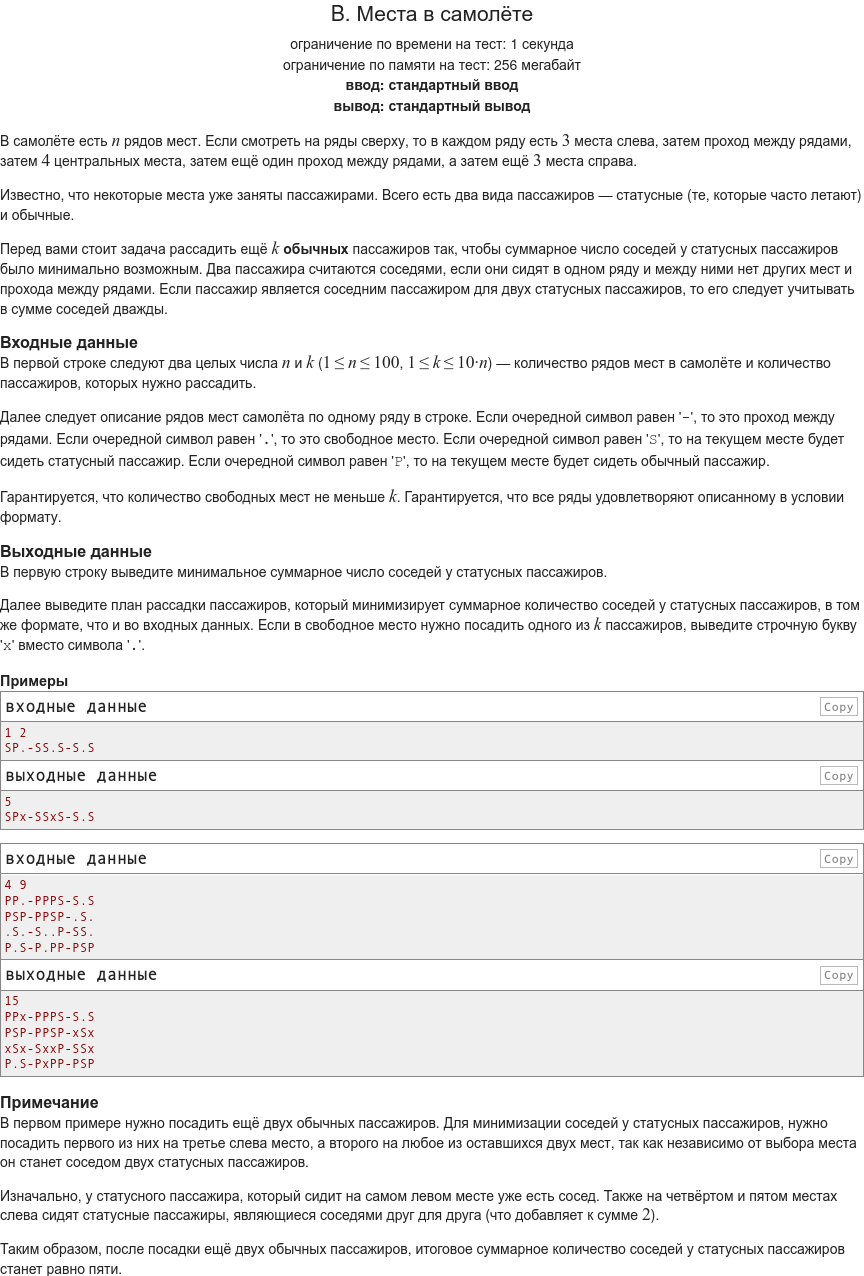 B. Места в самолёте
ограничение по времени на тест: 1 секунда
ограничение по памяти на тест: 256 мегабайт
ввод: стандартный ввод
вывод: стандартный вывод
В самолёте есть n рядов мест. Если смотреть на ряды сверху, то в каждом ряду есть 3 места слева, затем проход между рядами,
затем 4 центральных места, затем ещё один проход между рядами, а затем ещё 3 места справа.
Известно, что некоторые места уже заняты пассажирами. Всего есть два вида пассажиров — статусные (те, которые часто летают)
и обычные.
Перед вами стоит задача рассадить ещё k обычных пассажиров так, чтобы суммарное число соседей у статусных пассажиров
было минимально возможным. Два пассажира считаются соседями, если они сидят в одном ряду и между ними нет других мест и
прохода между рядами. Если пассажир является соседним пассажиром для двух статусных пассажиров, то его следует учитывать
в сумме соседей дважды.
Входные данные
В первой строке следуют два целых числа n и k (1 ≤ n ≤ 100, 1 ≤ k ≤ 10·n) — количество рядов мест в самолёте и количество
пассажиров, которых нужно рассадить.
Далее следует описание рядов мест самолёта по одному ряду в строке. Если очередной символ равен '-', то это проход между
рядами. Если очередной символ равен '.', то это свободное место. Если очередной символ равен 'S', то на текущем месте будет
сидеть статусный пассажир. Если очередной символ равен 'P', то на текущем месте будет сидеть обычный пассажир.
Гарантируется, что количество свободных мест не меньше k. Гарантируется, что все ряды удовлетворяют описанному в условии
формату.
Выходные данные
В первую строку выведите минимальное суммарное число соседей у статусных пассажиров.
Далее выведите план рассадки пассажиров, который минимизирует суммарное количество соседей у статусных пассажиров, в том
же формате, что и во входных данных. Если в свободное место нужно посадить одного из k пассажиров, выведите строчную букву
'x' вместо символа '.'.
Примеры
входные данные Copy
1 2
SP.-SS.S-S.S
выходные данные Copy
5
SPx-SSxS-S.S
входные данные Copy
4 9
PP.-PPPS-S.S
PSP-PPSP-.S.
.S.-S..P-SS.
P.S-P.PP-PSP
выходные данные Copy
15
PPx-PPPS-S.S
PSP-PPSP-xSx
xSx-SxxP-SSx
P.S-PxPP-PSP
Примечание
В первом примере нужно посадить ещё двух обычных пассажиров. Для минимизации соседей у статусных пассажиров, нужно
посадить первого из них на третье слева место, а второго на любое из оставшихся двух мест, так как независимо от выбора места
он станет соседом двух статусных пассажиров.
Изначально, у статусного пассажира, который сидит на самом левом месте уже есть сосед. Также на четвёртом и пятом местах
слева сидят статусные пассажиры, являющиеся соседями друг для друга (что добавляет к сумме 2).
Таким образом, после посадки ещё двух обычных пассажиров, итоговое суммарное количество соседей у статусных пассажиров
станет равно пяти.